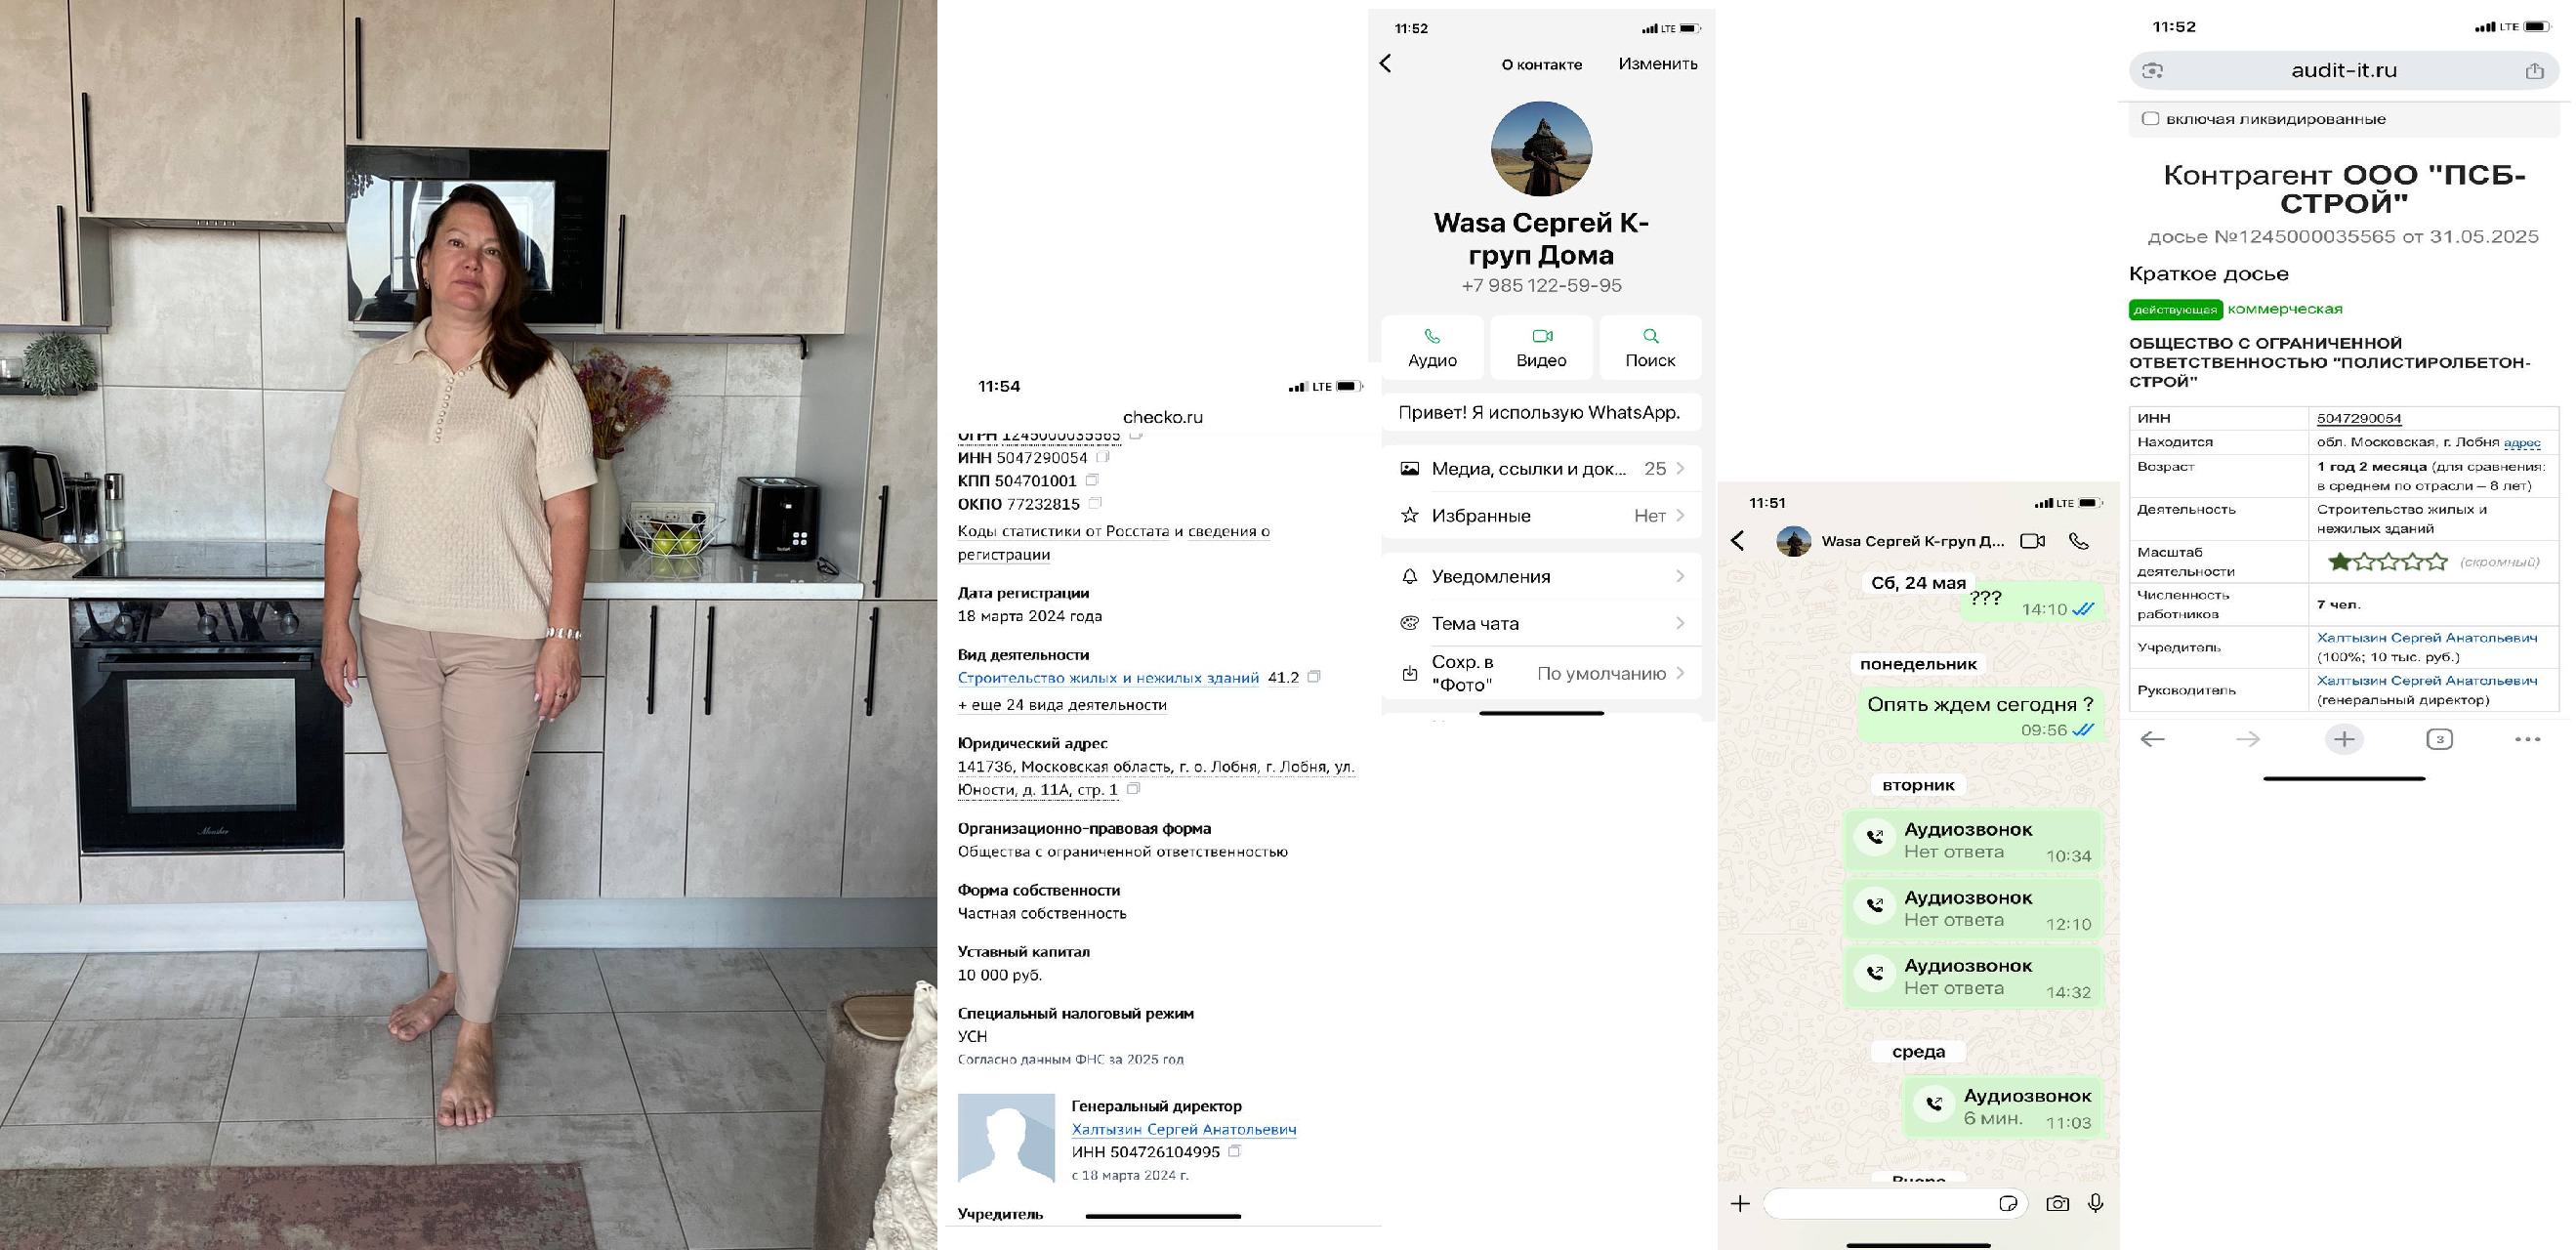 Monsher
11:54
LTE
checko.ru
ОГРН 1245000035565
ИНН 5047290054
КПП 504701001
ОКПО 77232815
Коды статистики от Росстата и сведения о
регистрации
Дата регистрации
18 марта 2024 года
Вид деятельности
Строительство жилых и нежилых зданий 41.2
+ еще 24 вида деятельности
Юридический адрес
141736, Московская область, г. о. Лобня, г. Лобня, ул.
Юности, д. 11А, стр. 1
Организационно-правовая форма
Общества с ограниченной ответственностью
Форма собственности
Частная собственность
Уставный капитал
10 000 руб.
Специальный налоговый режим
УСН
Согласно данным ФНС за 2025 год
Генеральный директор
Халтызин Сергей Анатольевич
ИНН 504726104995
с 18 марта 2024 г.
Учредитель
11:52
LTE
О контакте
Изменить
Wasa Сергей К-
груп Дома
+7 985 122-59-95
Аудио
Видео
Поиск
Привет! Я использую WhatsApp.
Медиа, ссылки и док... 25
Избранные Нет
Уведомления
Тема чата
Сохр. в
"Фото"
По умолчанию
11:51
LTE
Wasa Сергей К-груп Д...
Сб, 24 мая
???
14:10
понедельник
Опять ждем сегодня ?
09:56
вторник
Аудиозвонок
Нет ответа 10:34
Аудиозвонок
Нет ответа 12:10
Аудиозвонок
Нет ответа 14:32
среда
Аудиозвонок
6 мин. 11:03
Вчера
11:52
LTE
audit-it.ru
включая ликвидированные
Контрагент ООО "ПСБ-
СТРОЙ"
досье №1245000035565 от 31.05.2025
Краткое досье
действующая коммерческая
ОБЩЕСТВО С ОГРАНИЧЕННОЙ
ОТВЕТСТВЕННОСТЬЮ "ПОЛИСТИРОЛБЕТОН-
СТРОЙ"
ИНН 5047290054
Находится обл. Московская, г. Лобня адрес
Возраст 1 год 2 месяца (для сравнения:
в среднем по отрасли – 8 лет)
Деятельность Строительство жилых и
нежилых зданий
Масштаб
деятельности
(скромный)
Численность
работников
7 чел.
Учредитель
Халтызин Сергей Анатольевич
(100%; 10 тыс. руб.)
Руководитель
Халтызин Сергей Анатольевич
(генеральный директор)
3